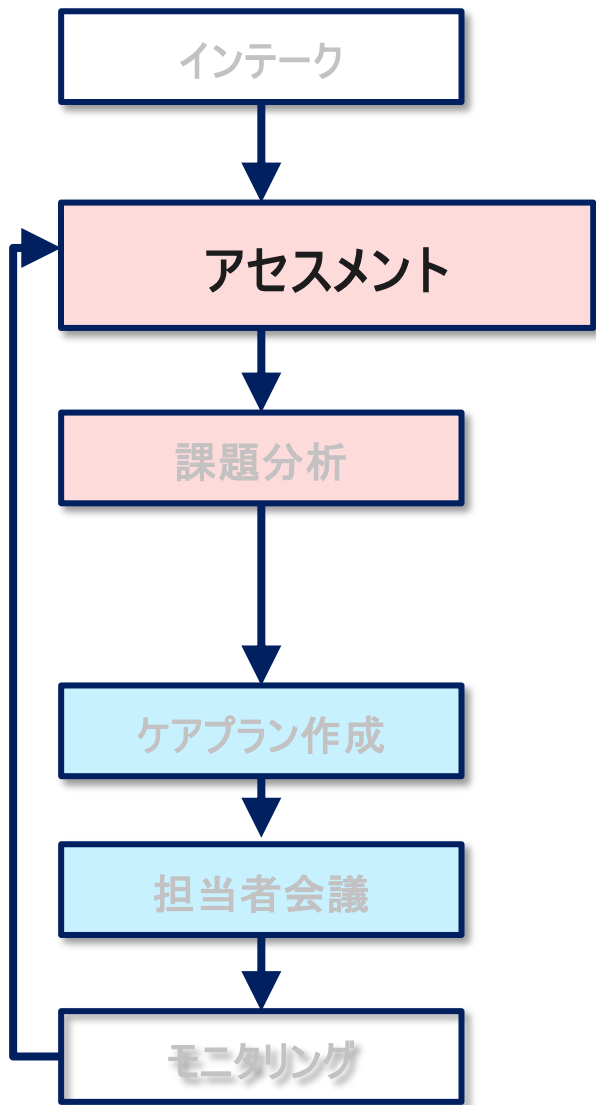 インテーク
アセスメント
課題分析
ケアプラン作成
担当者会議
モニタリング